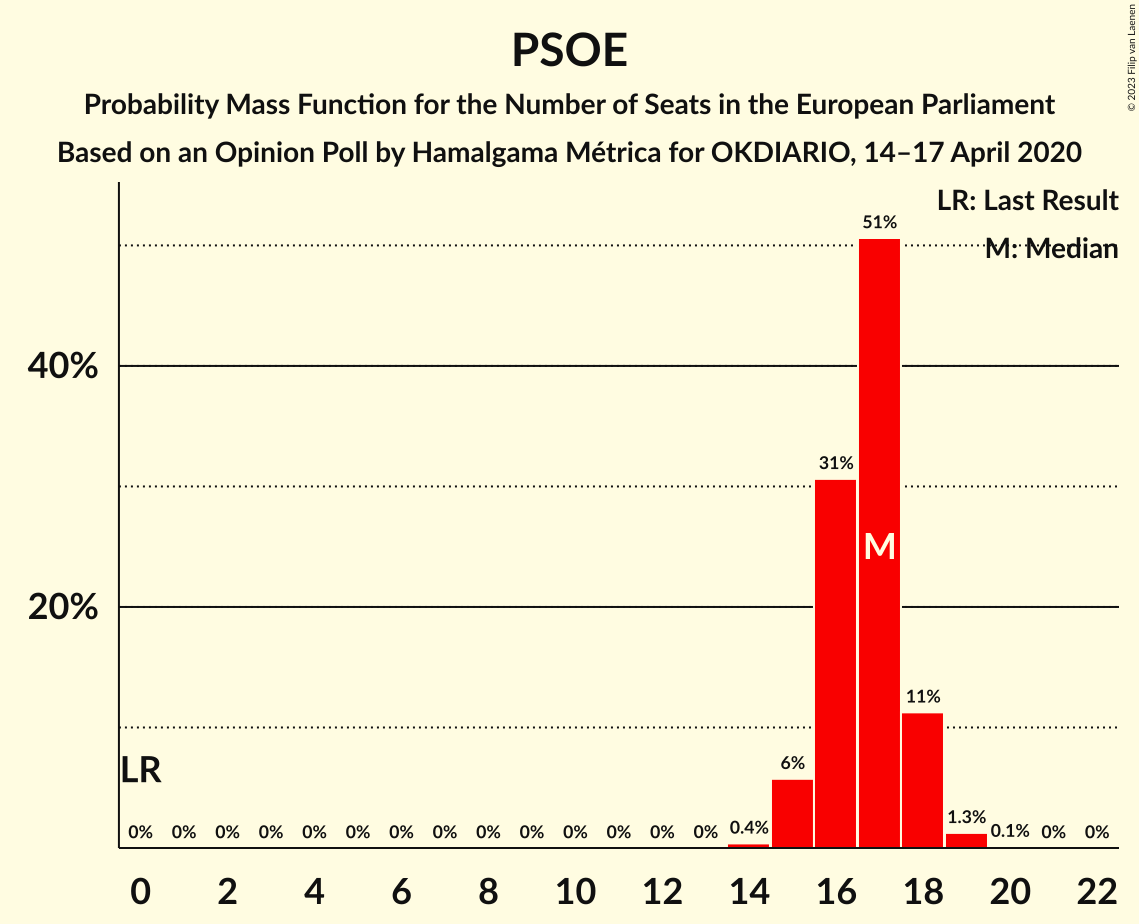 PSOE
Probability Mass Function for the Number of Seats in the European Parliament
Based on an Opinion Poll by Hamalgama Métrica for OKDIARIO, 14–17 April 2020
© 2023 Filip van Laenen
LR: Last Result
M: Median
51%
40%
31%
M
20%
11%
LR
6%
0% 0% 0% 0% 0% 0% 0% 0% 0% 0% 0% 0% 0% 0% 0.4% 1.3% 0.1% 0% 0%
0 2 4 6 8 10 12 14 16 18 20 22